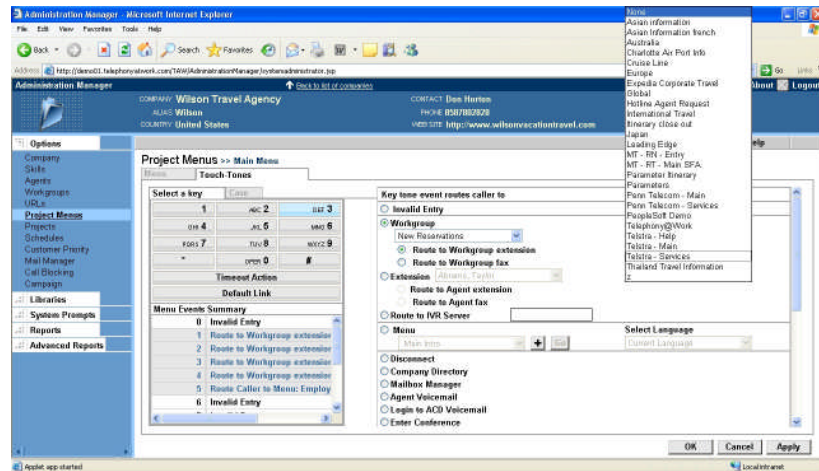 Administration Manager - Microsoft Internet Explorer
File Edit View Favorites Tools Help
Back Search Favorites
Address http://demo01.telephonyatwork.com/TAW/AdministrationManager/systemadministrator.jsp
Go Links
Administration Manager
Back to list of companies
About Logout
COMPANY Wilson Travel Agency
ALIAS Wilson
COUNTRY United States
CONTACT Don Horton
PHONE 8587882828
WEB SITE http://www.wilsonvacationtravel.com
Options
Company
Skills
Agents
Workgroups
URLs
Project Menus
Projects
Schedules
Customer Priority
Mail Manager
Call Blocking
Campaign
Libraries
System Prompts
Reports
Advanced Reports
Project Menus >> Main Menu
Menu Touch-Tones
Select a key
1 ABC 2 DEF 3
GHI 4 JKL 5 MNO 6
PQRS 7 TUV 8 WXYZ 9
* OPER 0 #
Timeout Action
Default Link
Menu Events Summary
0 Invalid Entry
1 Route to Workgroup extension
2 Route to Workgroup extension
3 Route to Workgroup extension
4 Route to Workgroup extension
5 Route Caller to Menu: Employ
6 Invalid Entry
Key tone event routes caller to
Invalid Entry
Workgroup
New Reservations
Route to Workgroup extension
Route to Workgroup fax
Extension Abrams, Taylor
Route to Agent extension
Route to Agent fax
Route to IVR Server
Menu
Main Intro
+ Go
Select Language
Current Language
Disconnect
Company Directory
Mailbox Manager
Agent Voicemail
Login to ACD Voicemail
Enter Conference
None
Asian information
Asian Information french
Australia
Charlotte Air Port Info
Cruise Line
Europe
Expedia Corporate Travel
Global
Hotline Agent Request
International Travel
Itinerary close out
Japan
Leading Edge
MT - RN - Entry
MT - RT - Main SFA
Parameter Itinerary
Parameters
Penn Telecom - Main
Penn Telecom - Services
PeopleSoft Demo
Telephony@Work
Telstra - Help
Telstra - Main
Telstra - Services
Thailand Travel Information
z
OK Cancel Apply
Applet app started
Local intranet